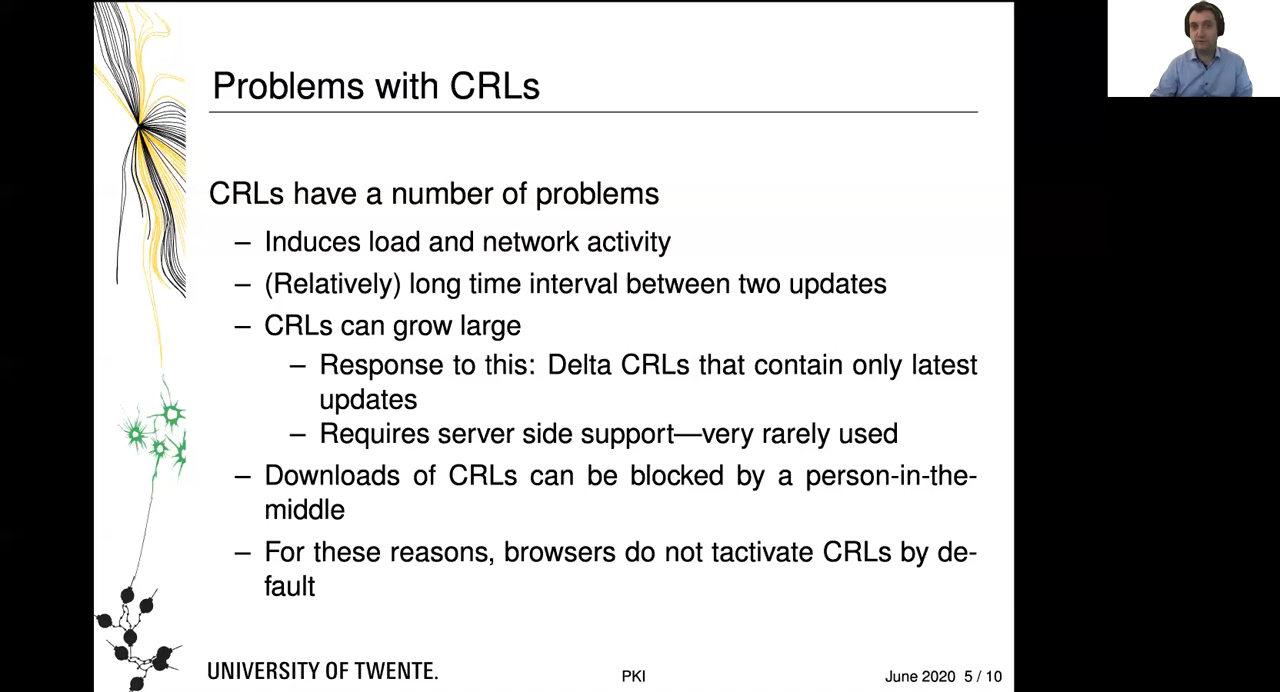 Problems with CRLs
CRLs have a number of problems
– Induces load and network activity
– (Relatively) long time interval between two updates
– CRLs can grow large
– Response to this: Delta CRLs that contain only latest
updates
– Requires server side support—very rarely used
– Downloads of CRLs can be blocked by a person-in-the-
middle
– For these reasons, browsers do not tactivate CRLs by de-
fault
UNIVERSITY OF TWENTE.
PKI
June 2020 5 / 10